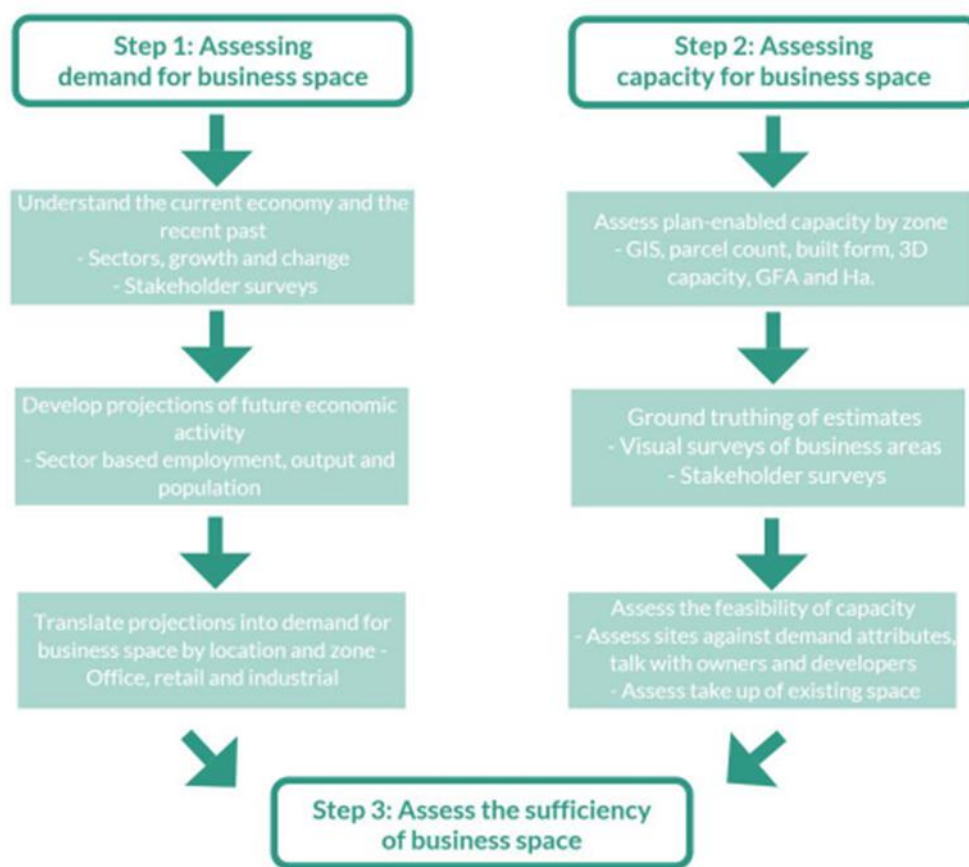 Step 1: Assessing
demand for business space
Understand the current economy and the
recent past
- Sectors, growth and change
- Stakeholder surveys
Develop projections of future economic
activity
- Sector based employment, output and
population
Translate projections into demand for
business space by location and zone -
Office, retail and industrial
Step 2: Assessing
capacity for business space
Assess plan-enabled capacity by zone
- GIS, parcel count, built form, 3D
capacity, GFA and Ha.
Ground truthing of estimates
- Visual surveys of business areas
- Stakeholder surveys
Assess the feasibility of capacity
- Assess sites against demand attributes,
talk with owners and developers
- Assess take up of existing space
Step 3: Assess the sufficiency
of business space